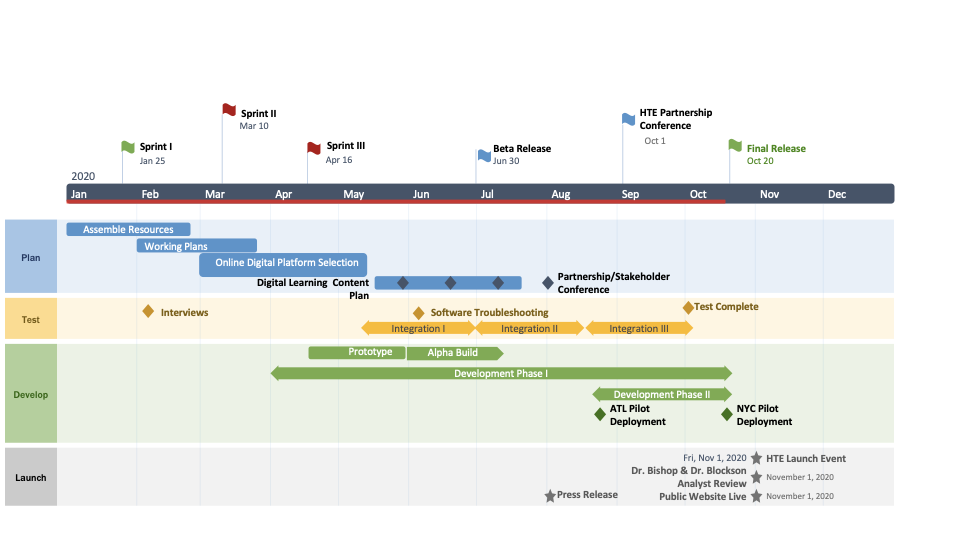 HTE Partnership
Conference
Oct 1
Sprint II
Mar 10
Sprint I
Jan 25
Sprint III
Apr 16
Beta Release
Jun 30
Final Release
Oct 20
2020
Jan Feb Mar Apr May Jun Jul Aug Sep Oct Nov Dec
Plan
Assemble Resources
Working Plans
Online Digital Platform Selection
Digital Learning Content
Plan
Partnership/Stakeholder
Conference
Test
Interviews
Software Troubleshooting
Test Complete
Integration I
Integration II
Integration III
Develop
Prototype
Alpha Build
Development Phase I
Development Phase II
ATL Pilot
Deployment
NYC Pilot
Deployment
Launch
Fri, Nov 1, 2020
HTE Launch Event
Dr. Bishop & Dr. Blockson
Analyst Review
November 1, 2020
Press Release
Public Website Live
November 1, 2020